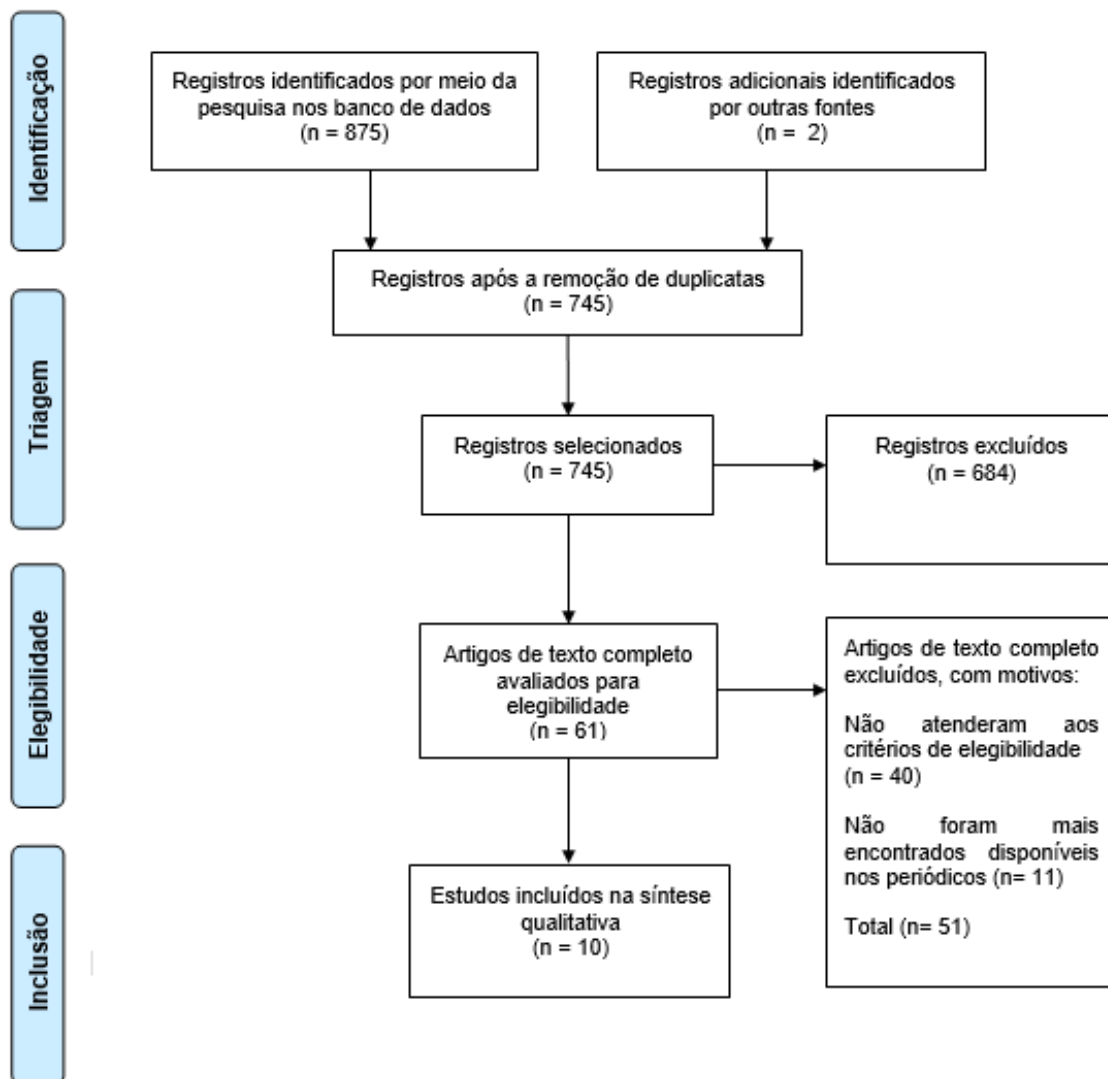 Identificação
Registros identificados por meio da
pesquisa nos banco de dados
(n = 875)
Registros adicionais identificados
por outras fontes
(n = 2)
Registros após a remoção de duplicatas
(n = 745)
Triagem
Registros selecionados
(n = 745)
Registros excluídos
(n = 684)
Elegibilidade
Artigos de texto completo
avaliados para
elegibilidade
(n = 61)
Artigos de texto completo
excluídos, com motivos:
Não atenderam aos
critérios de elegibilidade
(n = 40)
Não foram mais
encontrados disponíveis
nos periódicos (n= 11)
Total (n= 51)
Inclusão
Estudos incluídos na síntese
qualitativa
(n = 10)